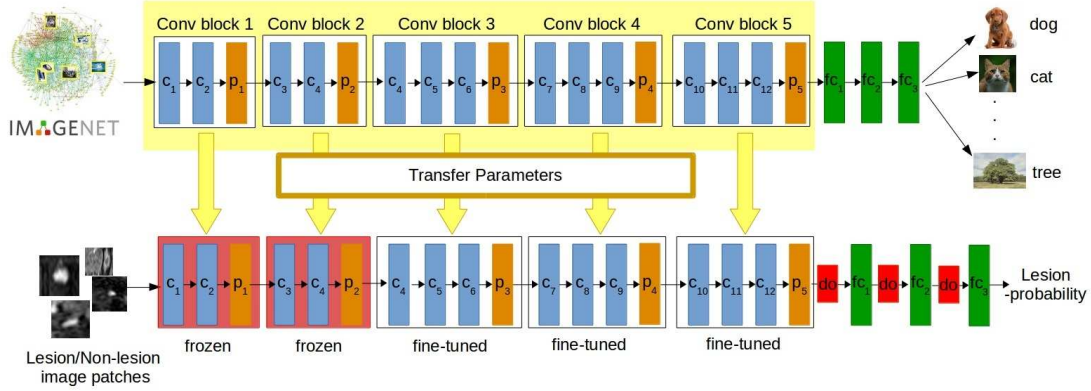 Conv block 1 Conv block 2 Conv block 3 Conv block 4 Conv block 5
dog
c1 c2 p1 c3 c4 p2 c4 c5 c6 p3 c7 c8 c9 p4 c10 c11 c12 p5 fc1 fc2 fc3
cat
IMAGENET
.
.
.
Transfer Parameters
tree
c1 c2 p1 c3 c4 p2 c4 c5 c6 p3 c7 c8 c9 p4 c10 c11 c12 p5 do fc1 do fc2 do fc3
Lesion
-probability
frozen frozen fine-tuned fine-tuned fine-tuned
Lesion/Non-lesion
image patches